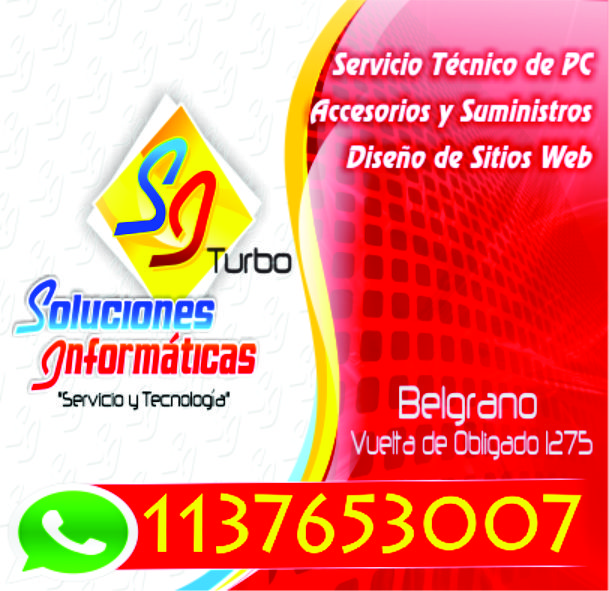 Servicio Técnico de PC
Accesorios y Suministros
Diseño de Sitios Web
SI
Turbo
Soluciones
Informáticas
"Servicio y Tecnología"
Belgrano
Vuelta de Obligado 1275
1137653007